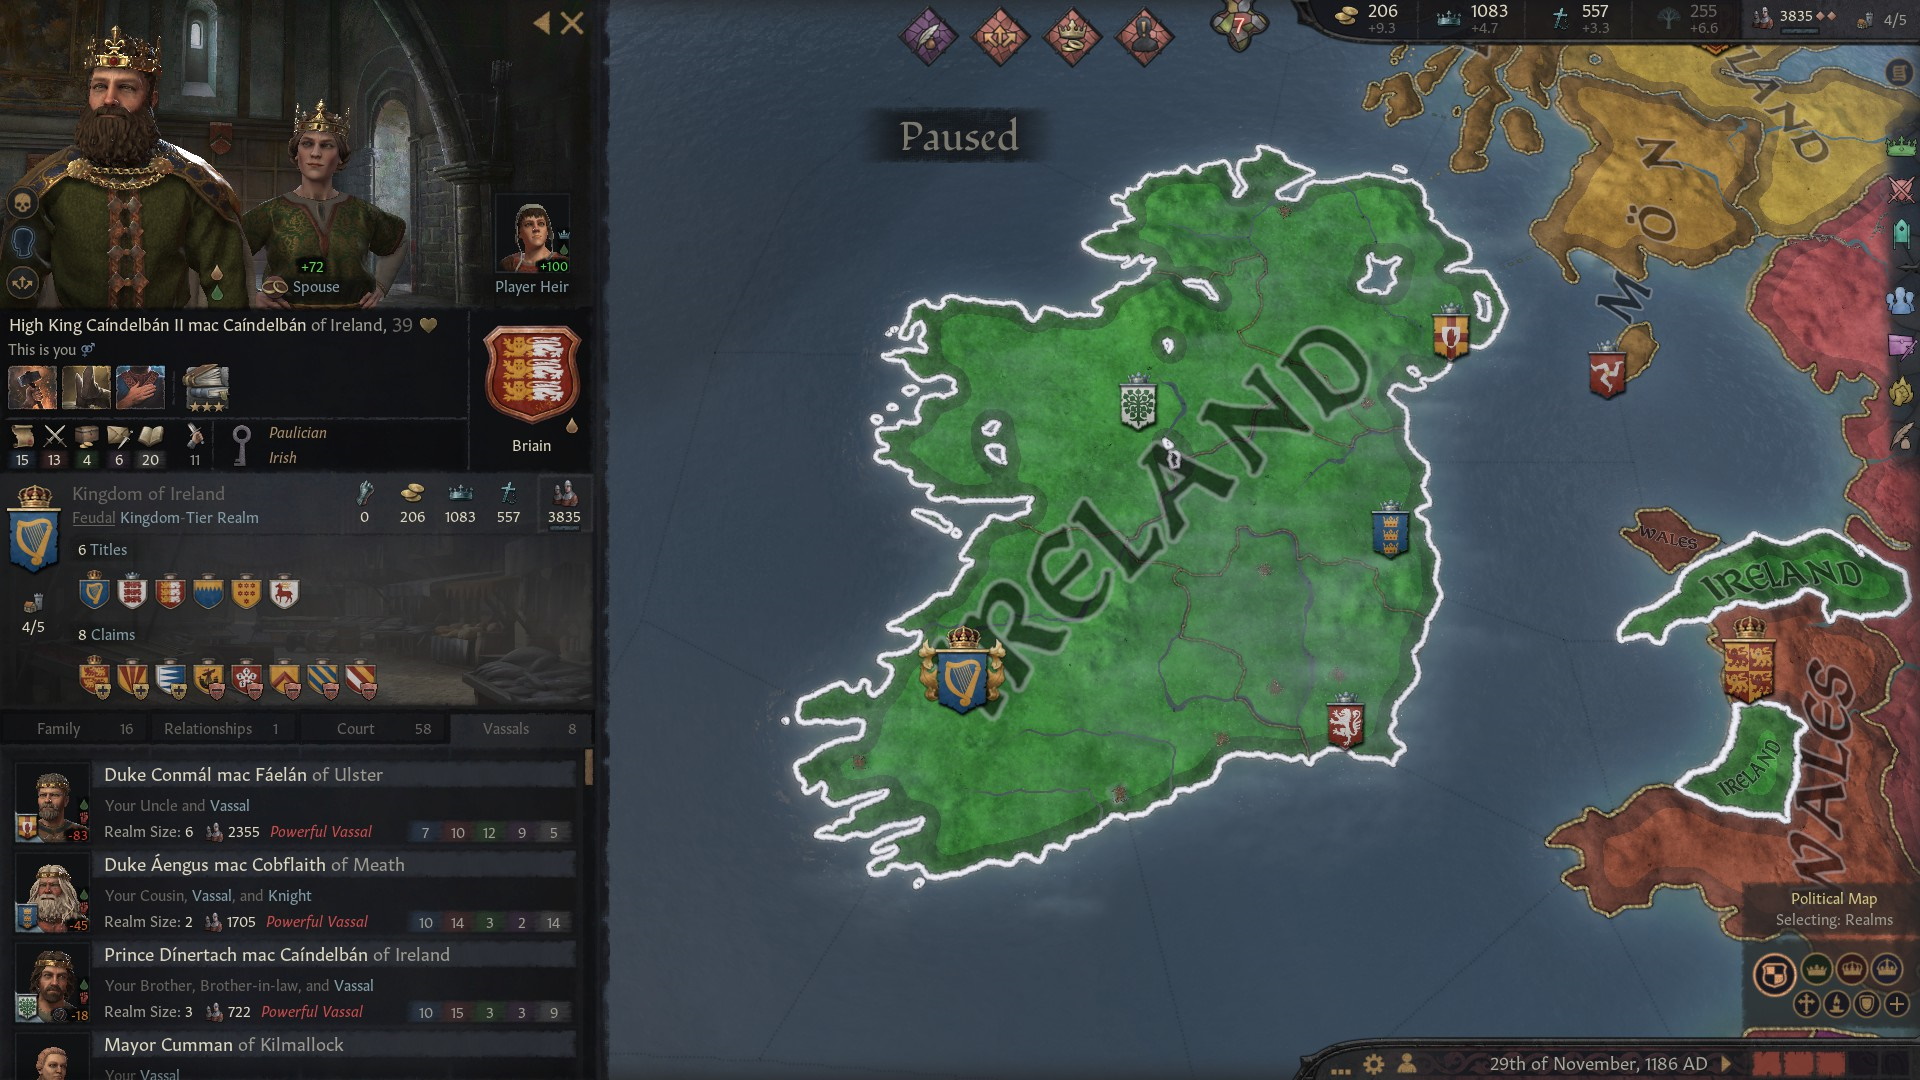 206
+9.3
1083
+4.7
557
+3.3
255
+6.6
3835
4/5
7
Paused
+72
Spouse
+100
Player Heir
High King Caíndelbán II mac Caíndelbán of Ireland, 39
This is you
Briain
15 13 4 6 20 11
Paulician
Irish
Kingdom of Ireland
Feudal Kingdom-Tier Realm
0 206 1083 557 3835
6 Titles
4/5
8 Claims
Family 16
Relationships 1
Court 58
Vassals 8
Duke Conmál mac Fáelán of Ulster
Your Uncle and Vassal
Realm Size: 6 2355 Powerful Vassal 7 10 12 9 5
-83
Duke Áengus mac Cobflaith of Meath
Your Cousin, Vassal, and Knight
Realm Size: 2 1705 Powerful Vassal 10 14 3 2 14
-45
Prince Dínertach mac Caíndelbán of Ireland
Your Brother, Brother-in-law, and Vassal
Realm Size: 3 722 Powerful Vassal 10 15 3 3 9
-18
Mayor Cumman of Kilmallock
Your Vassal
IRELAND
LAND
MÖN
WALES
IRELAND
IRELAND
WALES
Political Map
Selecting: Realms
29th of November, 1186 AD